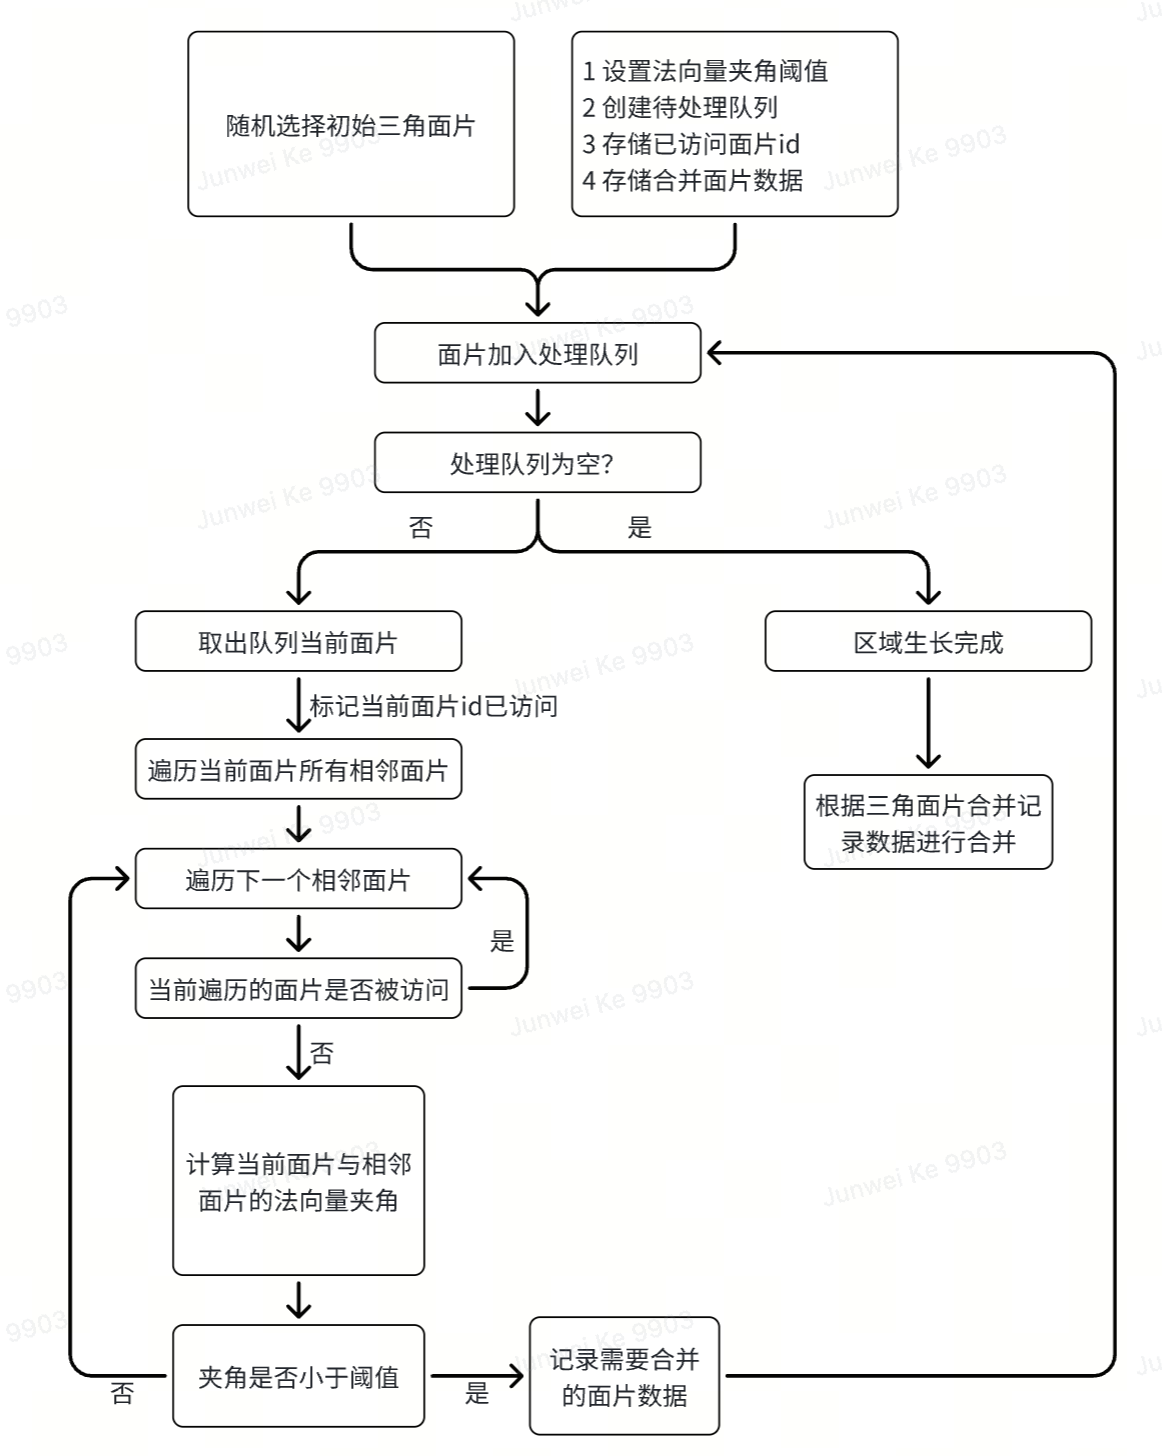 随机选择初始三角面片
1 设置法向量夹角阈值
2 创建待处理队列
3 存储已访问面片id
4 存储合并面片数据
面片加入处理队列
处理队列为空?
否
是
取出队列当前面片
区域生长完成
标记当前面片id已访问
遍历当前面片所有相邻面片
根据三角面片合并记
录数据进行合并
遍历下一个相邻面片
是
当前遍历的面片是否被访问
否
计算当前面片与相邻
面片的法向量夹角
夹角是否小于阈值
否
是
记录需要合并
的面片数据
Junwei Ke 9903